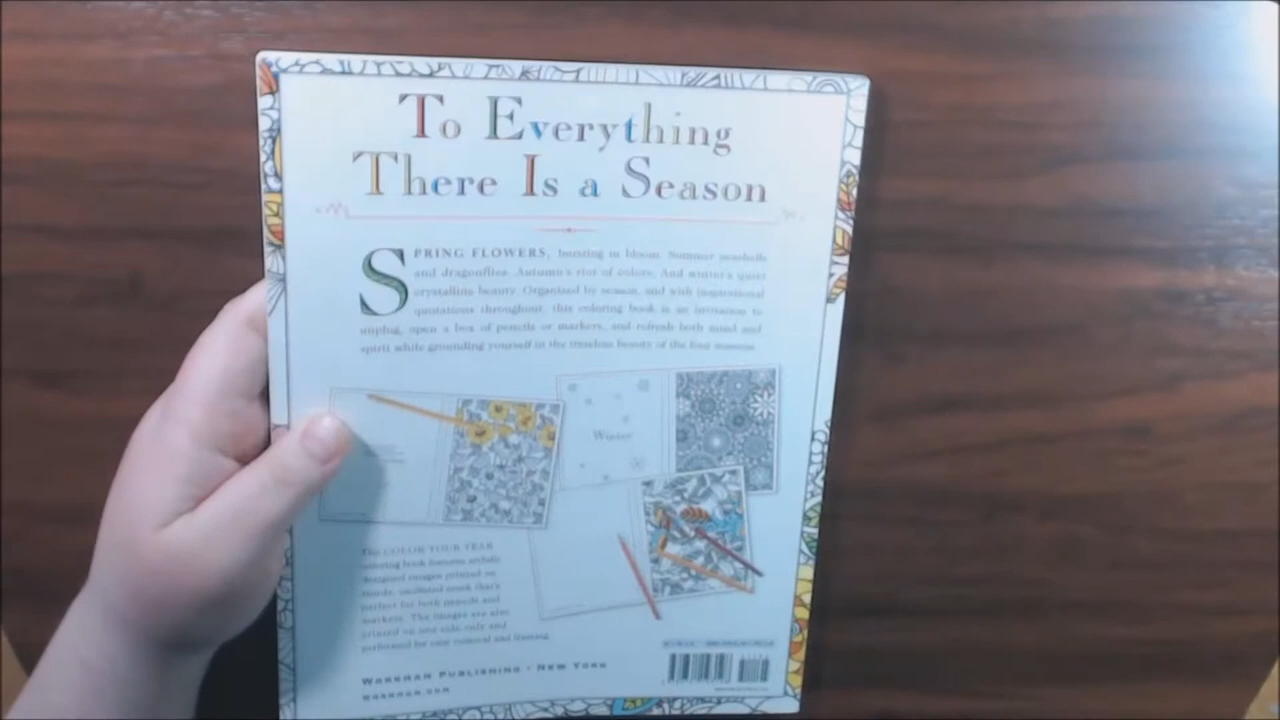 To Everything
There Is a Season
SPRING FLOWERS, bursting in bloom. Summer seashells
and dragonflies. Autumn's riot of colors. And winter's quiet
crystalline beauty. Organized by season, and with inspirational
quotations throughout, this coloring book is an invitation to
unplug, open a box of pencils or markers, and refresh both mind and
spirit while grounding yourself in the timeless beauty of the four seasons.
Winter
The COLOR YOUR YEAR
coloring book features artfully
designed images printed on
sturdy, uncoated stock that's
perfect for both pencils and
markers. The images are also
printed on one side only and
perforated for easy removal and framing.
WORKMAN PUBLISHING • NEW YORK
WORKMAN.COM